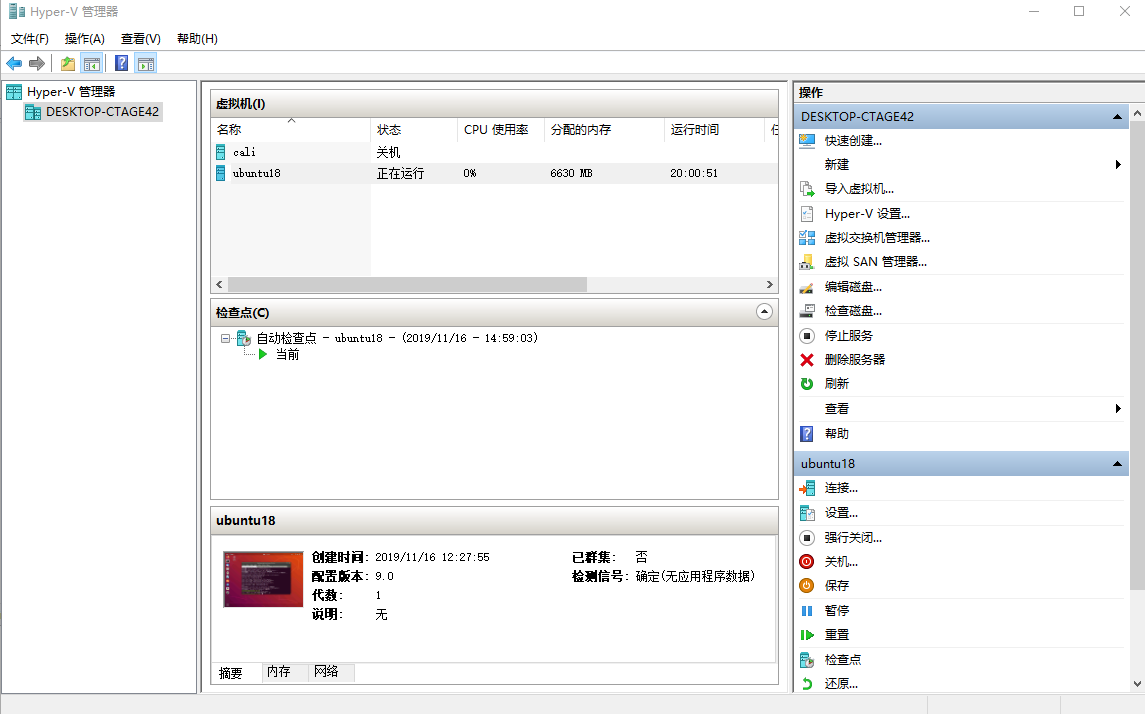 Hyper-V 管理器
文件(F) 操作(A) 查看(V) 帮助(H)
Hyper-V 管理器
DESKTOP-CTAGE42
虚拟机(I)
名称 状态 CPU 使用率 分配的内存 运行时间
cali 关机
ubuntu18 正在运行 0% 6630 MB 20:00:51
检查点(C)
自动检查点 - ubuntu18 - (2019/11/16 - 14:59:03)
当前
ubuntu18
创建时间: 2019/11/16 12:27:55 已群集: 否
配置版本: 9.0 检测信号: 确定(无应用程序数据)
代数: 1
说明: 无
摘要 内存 网络
操作
DESKTOP-CTAGE42
快速创建...
新建
导入虚拟机...
Hyper-V 设置...
虚拟交换机管理器...
虚拟 SAN 管理器...
编辑磁盘...
检查磁盘...
停止服务
删除服务器
刷新
查看
帮助
ubuntu18
连接...
设置...
强行关闭...
关机...
保存
暂停
重置
检查点
还原...